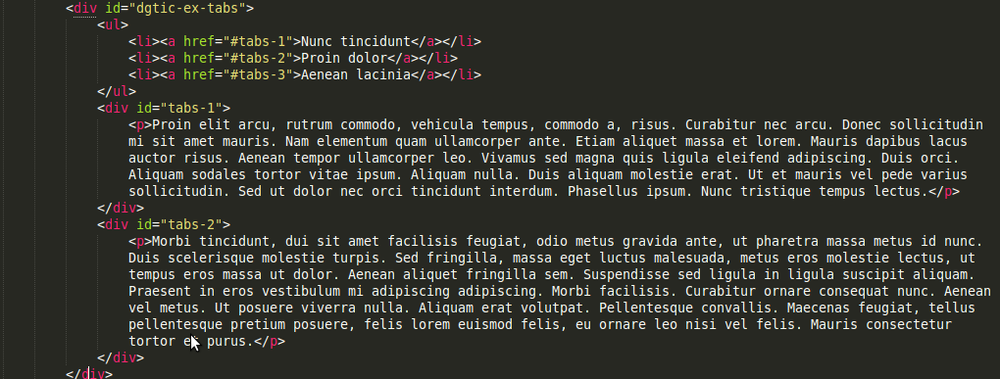 <div id="dgtic-ex-tabs">
<ul>
<li><a href="#tabs-1">Nunc tincidunt</a></li>
<li><a href="#tabs-2">Proin dolor</a></li>
<li><a href="#tabs-3">Aenean lacinia</a></li>
</ul>
<div id="tabs-1">
<p>Proin elit arcu, rutrum commodo, vehicula tempus, commodo a, risus. Curabitur nec arcu. Donec sollicitudin
mi sit amet mauris. Nam elementum quam ullamcorper ante. Etiam aliquet massa et lorem. Mauris dapibus lacus
auctor risus. Aenean tempor ullamcorper leo. Vivamus sed magna quis ligula eleifend adipiscing. Duis orci.
Aliquam sodales tortor vitae ipsum. Aliquam nulla. Duis aliquam molestie erat. Ut et mauris vel pede varius
sollicitudin. Sed ut dolor nec orci tincidunt interdum. Phasellus ipsum. Nunc tristique tempus lectus.</p>
</div>
<div id="tabs-2">
<p>Morbi tincidunt, dui sit amet facilisis feugiat, odio metus gravida ante, ut pharetra massa metus id nunc.
Duis scelerisque molestie turpis. Sed fringilla, massa eget luctus malesuada, metus eros molestie lectus, ut
tempus eros massa ut dolor. Aenean aliquet fringilla sem. Suspendisse sed ligula in ligula suscipit aliquam.
Praesent in eros vestibulum mi adipiscing adipiscing. Morbi facilisis. Curabitur ornare consequat nunc. Aenean
vel metus. Ut posuere viverra nulla. Aliquam erat volutpat. Pellentesque convallis. Maecenas feugiat, tellus
pellentesque pretium posuere, felis lorem euismod felis, eu ornare leo nisi vel felis. Mauris consectetur
tortor purus.</p>
</div>
</div>